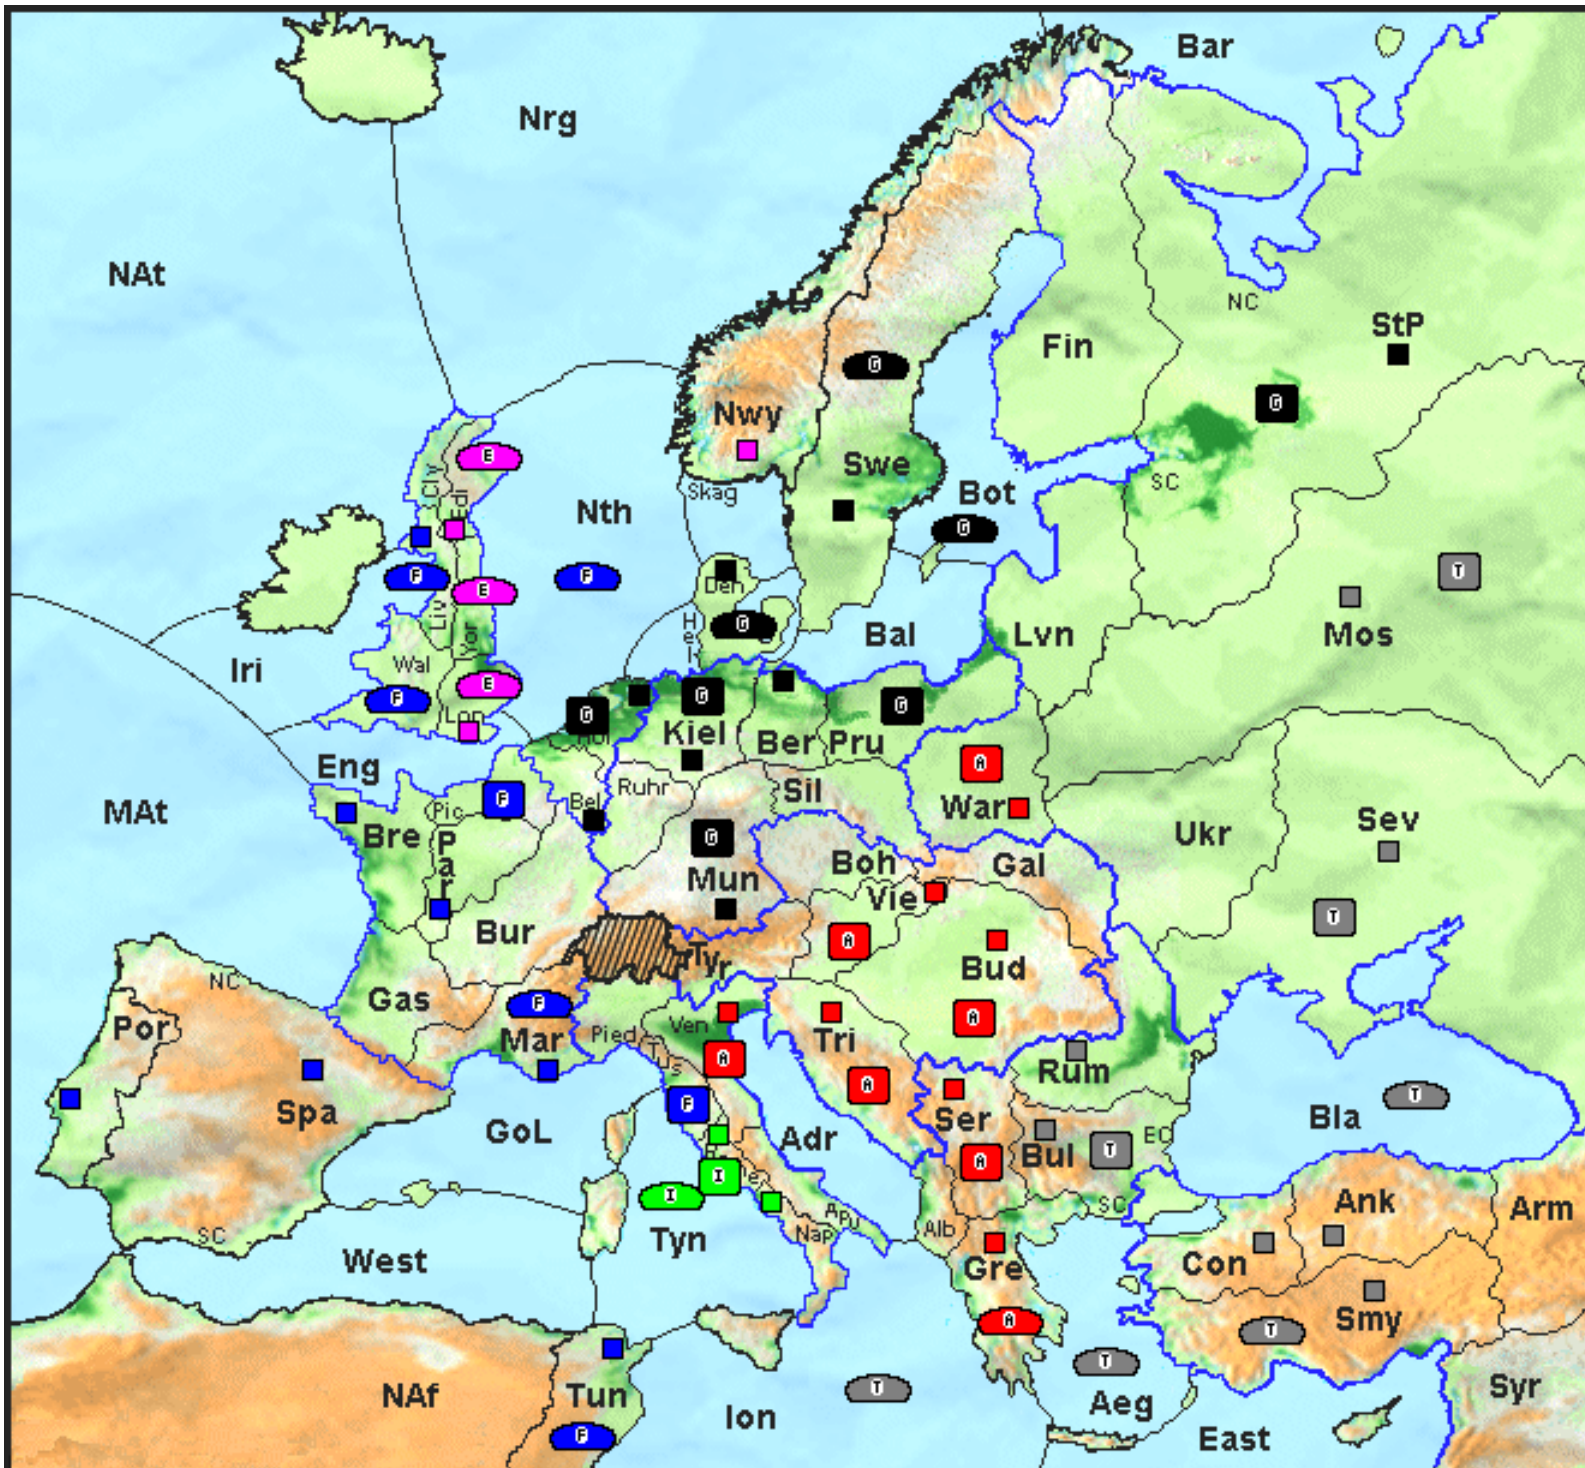 Bar
Nrg
NAt
NC
StP
Fin
G
Nwy
G
E
Swe
Cly
Edl
SC
Skag
Bot
Nth
G
F
F
E
Den
T
Liv
Yor
Hel
G
Bal
Lvn
Mos
Iri
Wal
E
F
Lon
G
G
G
Hol
Kiel
Ber
Pru
A
Eng
Ruhr
Sil
War
F
Pic
Bel
MAt
Bre
Par
G
Boh
Gal
Ukr
Sev
Mun
Vie
T
Bur
A
Tyr
Bud
NC
Gas
F
A
Por
Mar
Pied
Ven
Tri
Tus
A
Rum
A
F
Spa
Ser
Bla
T
GoL
Adr
Bul
EC
T
A
I
I
Ank
Arm
SC
SC
Apu
Alb
Nap
Tyn
West
Gre
Con
A
Smy
T
T
NAf
Tun
T
Ion
Aeg
Syr
F
East